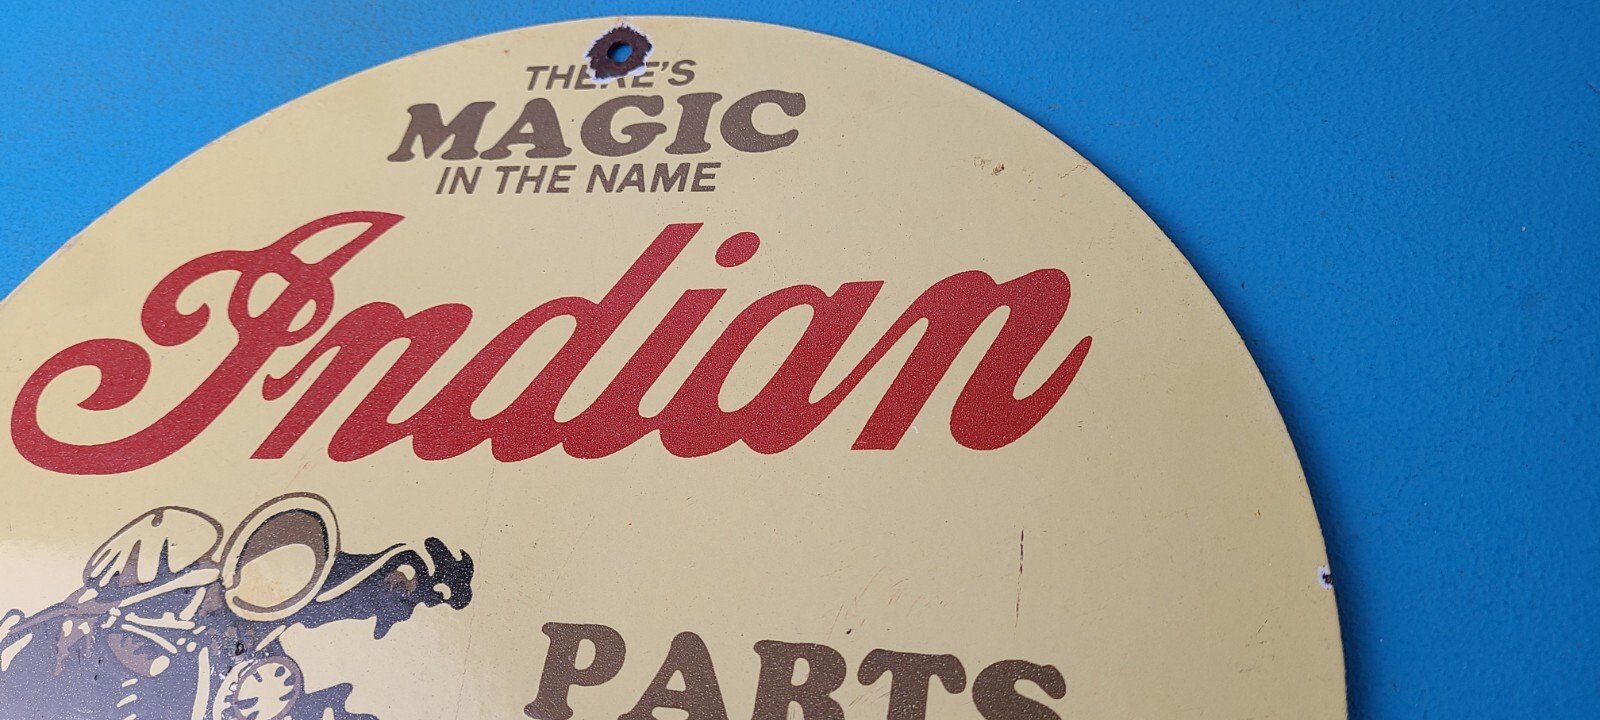 THERE'S
MAGIC
IN THE NAME
Indian
PARTS